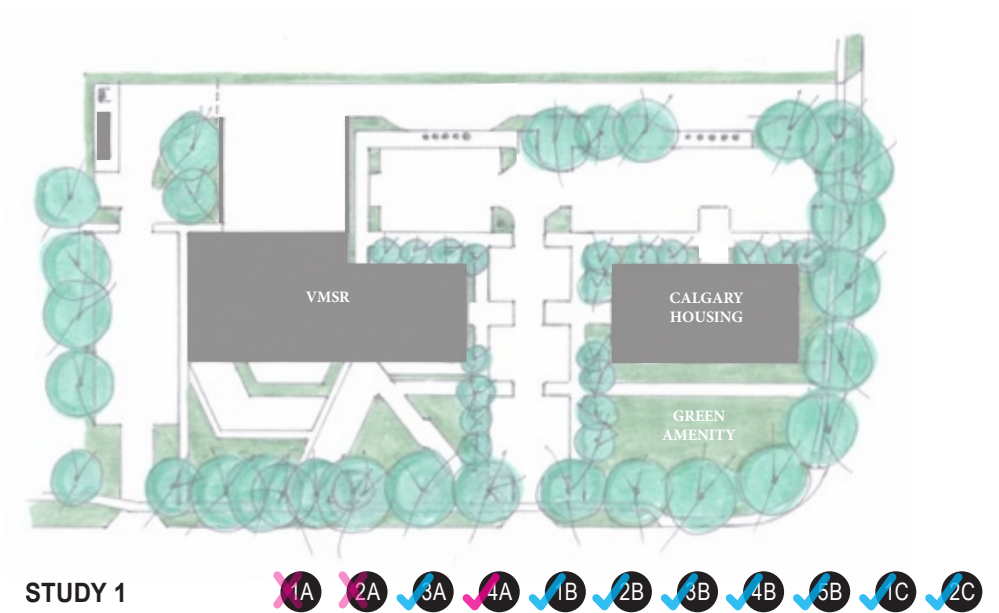 VMSR
CALGARY
HOUSING
GREEN
AMENITY
STUDY 1 1A 2A 3A 4A 1B 2B 3B 4B 5B 1C 2C